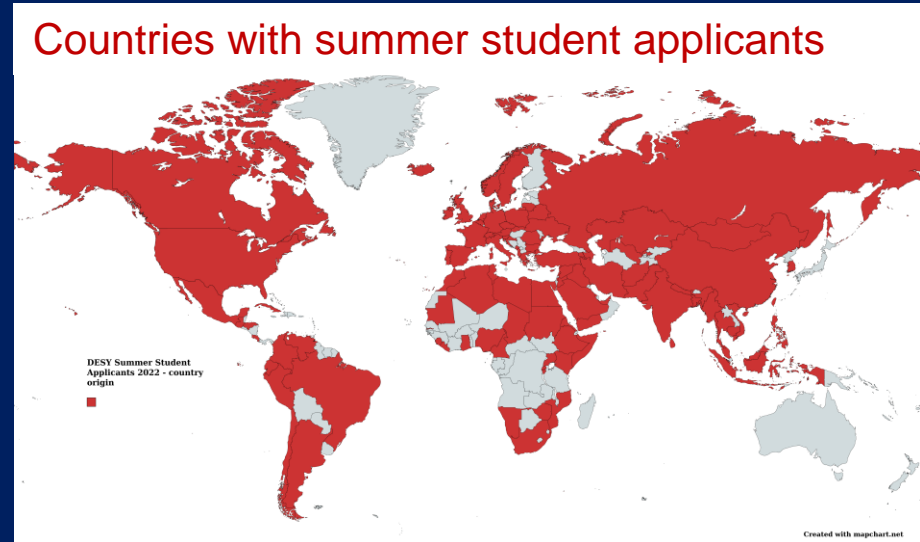 Countries with summer student applicants
DESY Summer Student
Applicants 2022 - country
origin
Created with mapchart.net